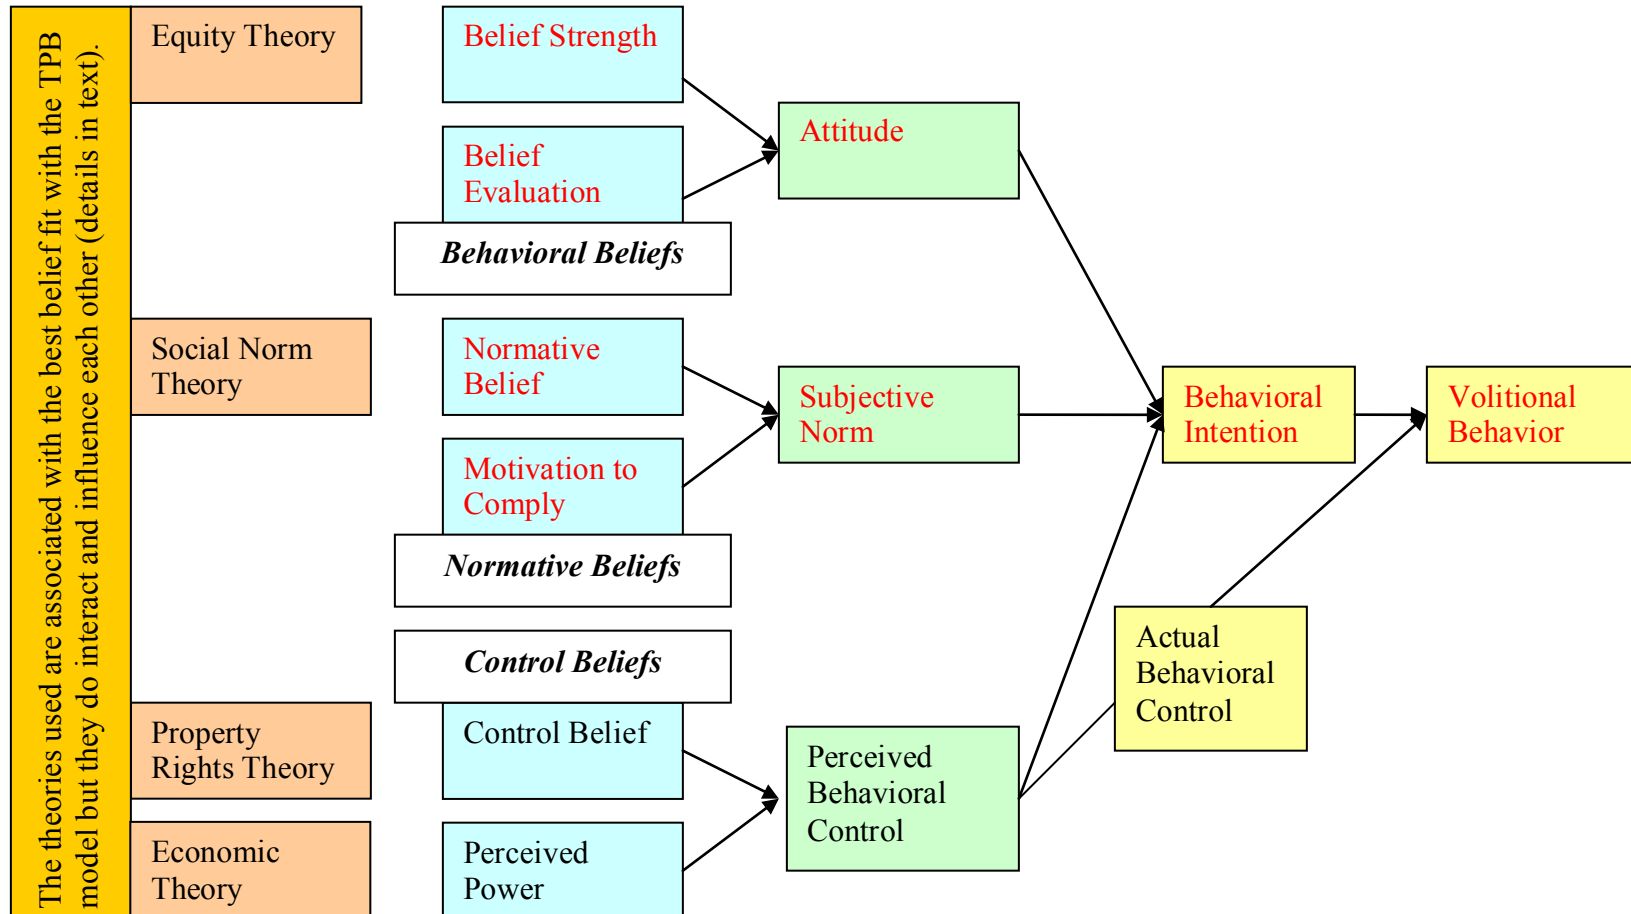 The theories used are associated with the best belief fit with the TPB
model but they do interact and influence each other (details in text).
Equity Theory
Belief Strength
Belief
Evaluation
Behavioral Beliefs
Attitude
Social Norm
Theory
Normative
Belief
Motivation to
Comply
Normative Beliefs
Subjective
Norm
Behavioral
Intention
Volitional
Behavior
Control Beliefs
Property
Rights Theory
Control Belief
Economic
Theory
Perceived
Power
Perceived
Behavioral
Control
Actual
Behavioral
Control